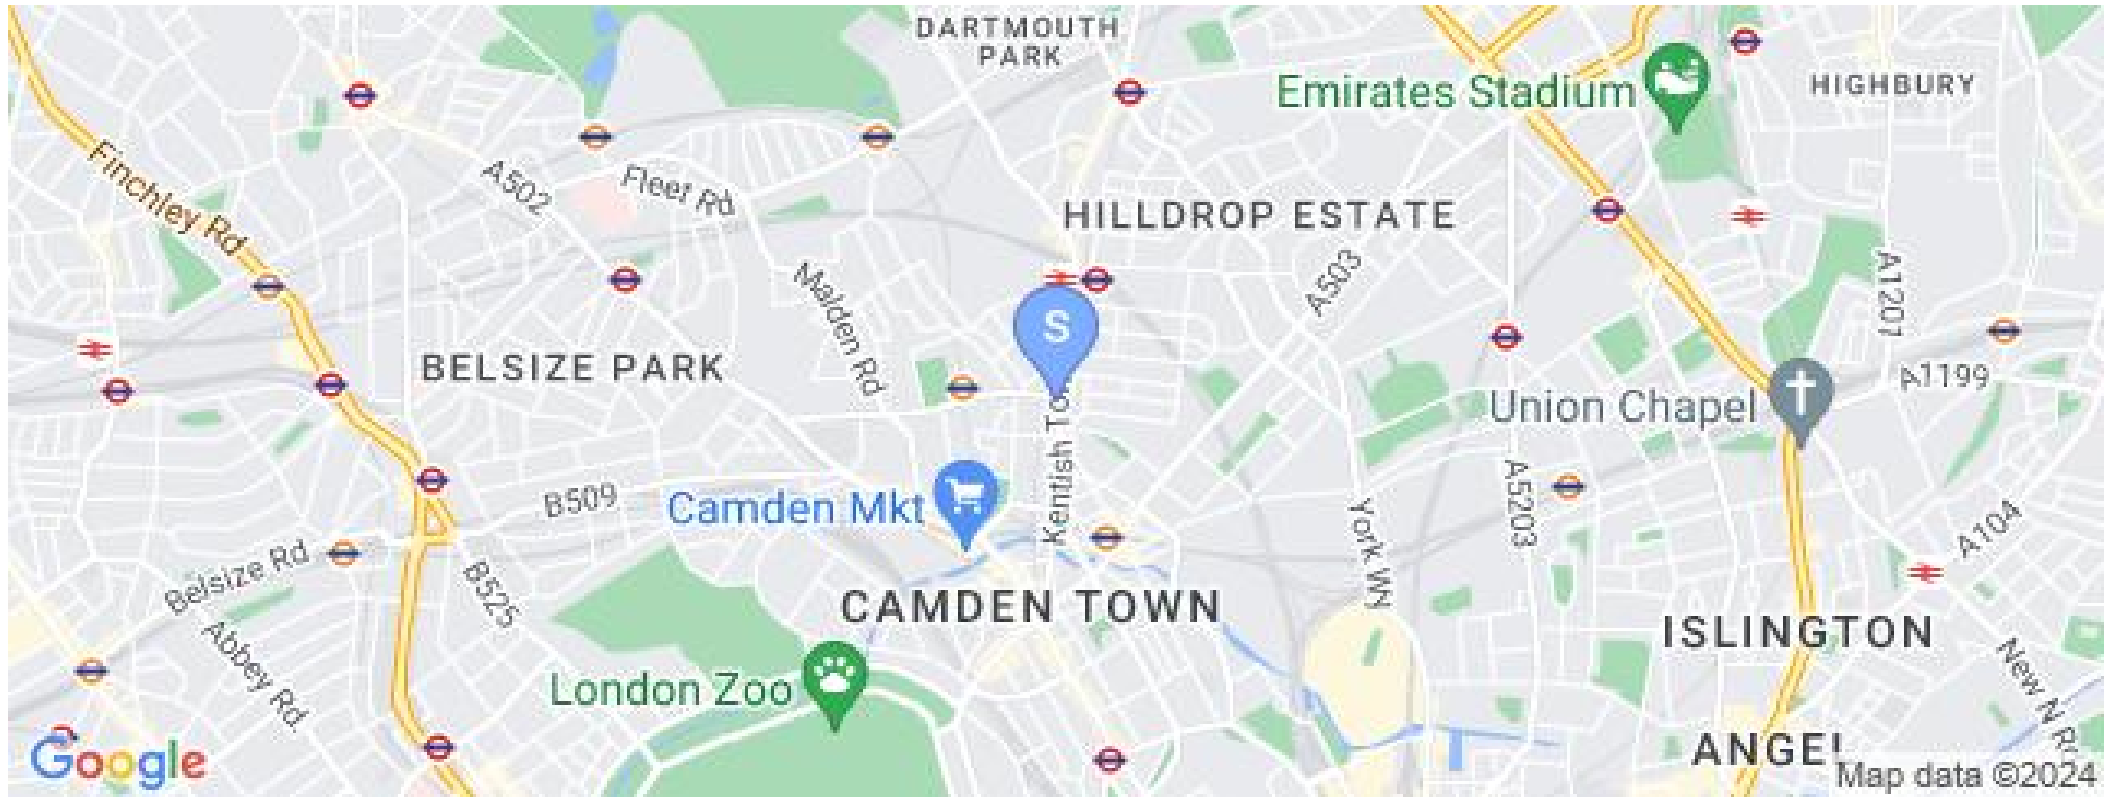 DARTMOUTH
PARK
Emirates Stadium
HIGHBURY
Finchley Rd
A502
Fleet Rd
HILLDROP ESTATE
A503
A1201
Malden Rd
S
BELSIZE PARK
A1199
Union Chapel
Kentish To
B509
Camden Mkt
A5203
York Wy
A104
Belsize Rd
B525
CAMDEN TOWN
ISLINGTON
Abbey Rd
London Zoo
New N Rd
ANGEL
Google
Map data ©2024